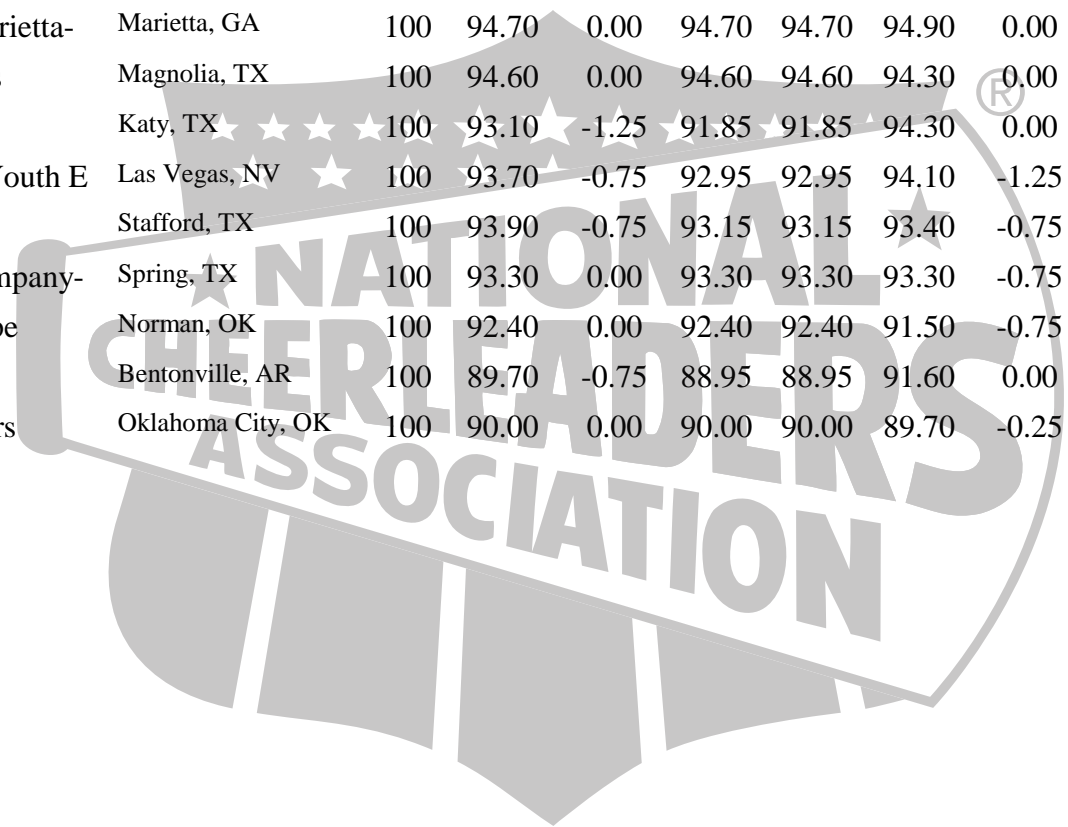 rietta- Marietta, GA 100 94.70 0.00 94.70 94.70 94.90 0.00
Magnolia, TX 100 94.60 0.00 94.60 94.60 94.30 0.00
Katy, TX 100 93.10 -1.25 91.85 91.85 94.30 0.00
Youth E Las Vegas, NV 100 93.70 -0.75 92.95 92.95 94.10 -1.25
Stafford, TX 100 93.90 -0.75 93.15 93.15 93.40 -0.75
mpany- Spring, TX 100 93.30 0.00 93.30 93.30 93.30 -0.75
be Norman, OK 100 92.40 0.00 92.40 92.40 91.50 -0.75
Bentonville, AR 100 89.70 -0.75 88.95 88.95 91.60 0.00
rs Oklahoma City, OK 100 90.00 0.00 90.00 90.00 89.70 -0.25
®
NATIONAL
CHEERLEADERS
ASSOCIATION